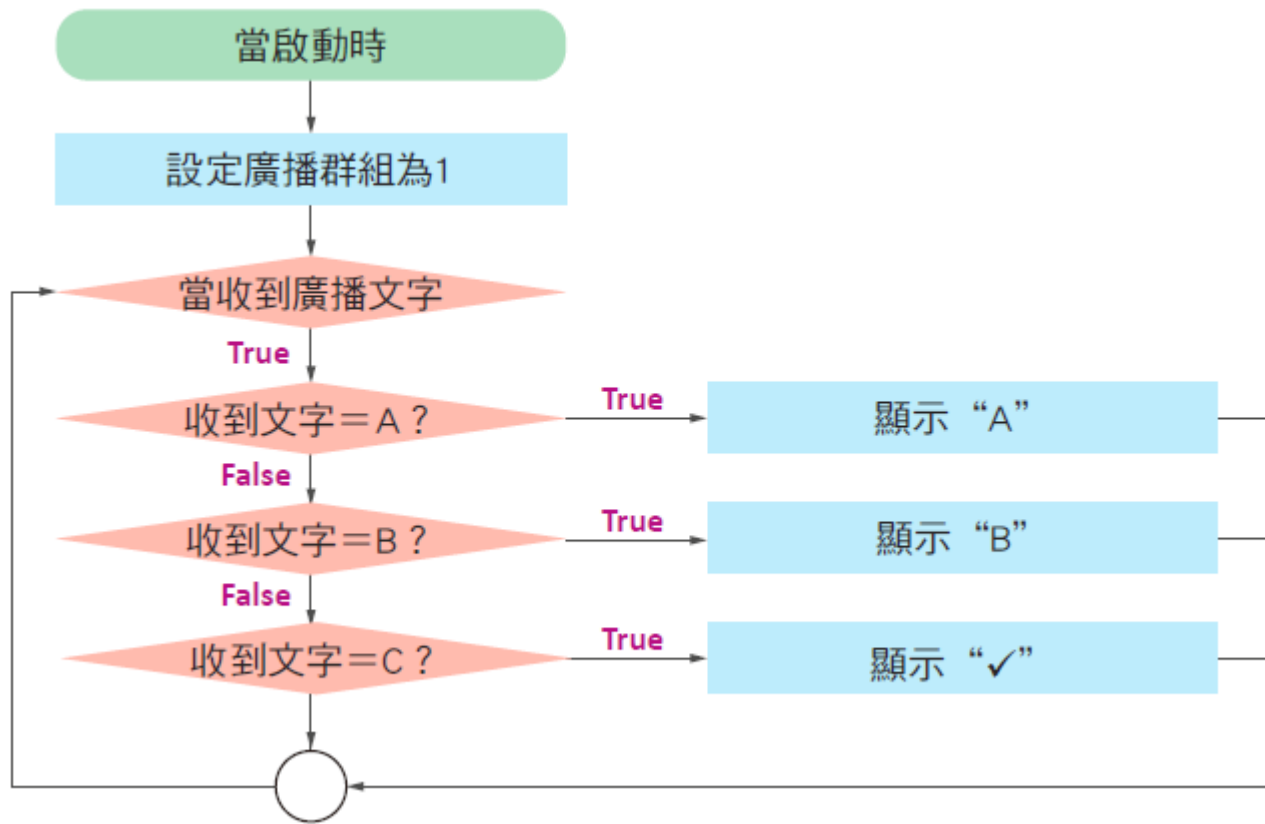 當啟動時
設定廣播群組為1
當收到廣播文字
True
收到文字＝A？
True
顯示“A”
False
收到文字＝B？
True
顯示“B”
False
收到文字＝C？
True
顯示“✓”